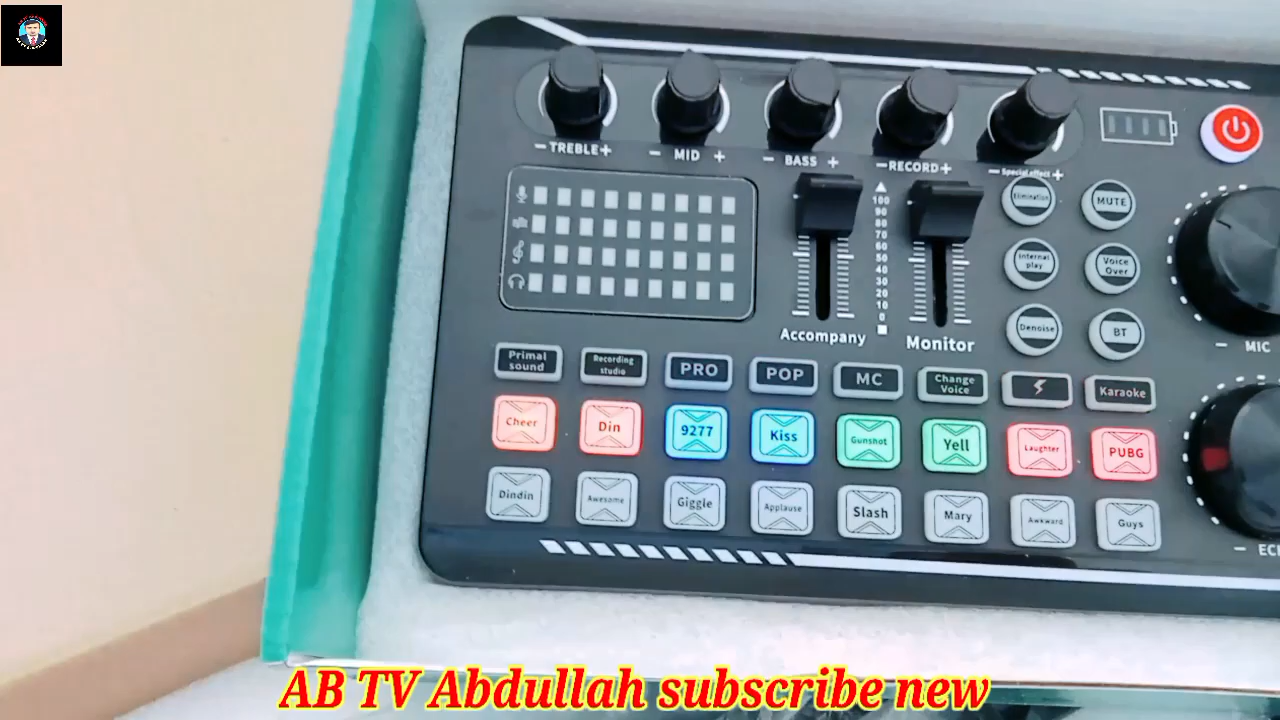 − TREBLE +
− MID +
− BASS +
− RECORD +
− Special effect +
Elimination
MUTE
100
90
80
70
60
50
40
30
20
10
0
Internal play
Voice Over
Denoise
BT
Accompany
Monitor
− MIC
Primal sound
Recording studio
PRO
POP
MC
Change Voice
Karaoke
Cheer
Din
9277
Kiss
Gunshot
Yell
Laughter
PUBG
Dindin
Awesome
Giggle
Applause
Slash
Mary
Awkward
Guys
AB TV Abdullah subscribe new